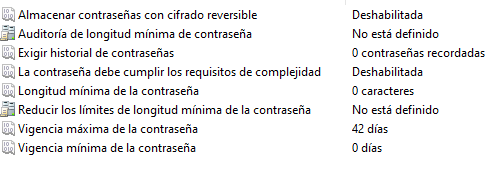 Almacenar contraseñas con cifrado reversible Deshabilitada
Auditoría de longitud mínima de contraseña No está definido
Exigir historial de contraseñas 0 contraseñas recordadas
La contraseña debe cumplir los requisitos de complejidad Deshabilitada
Longitud mínima de la contraseña 0 caracteres
Reducir los límites de longitud mínima de la contraseña No está definido
Vigencia máxima de la contraseña 42 días
Vigencia mínima de la contraseña 0 días